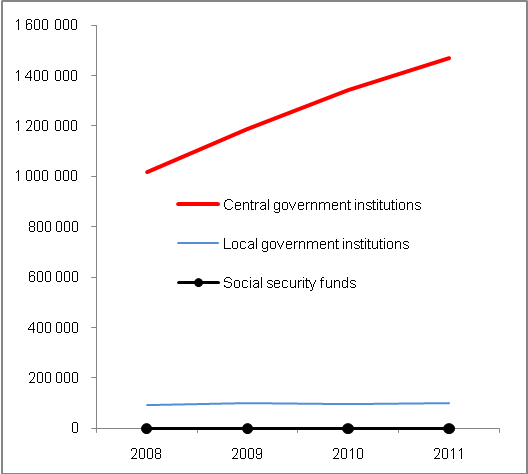 1 600 000
1 400 000
1 200 000
1 000 000
800 000
600 000
400 000
200 000
0
Central government institutions
Local government institutions
Social security funds
2008 2009 2010 2011